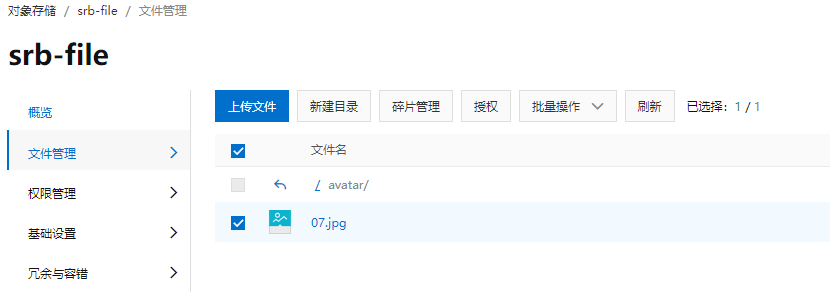 对象存储 / srb-file / 文件管理
srb-file
概览
文件管理
权限管理
基础设置
冗余与容错
上传文件 新建目录 碎片管理 授权 批量操作 刷新 已选择：1 / 1
文件名
/ avatar/
07.jpg